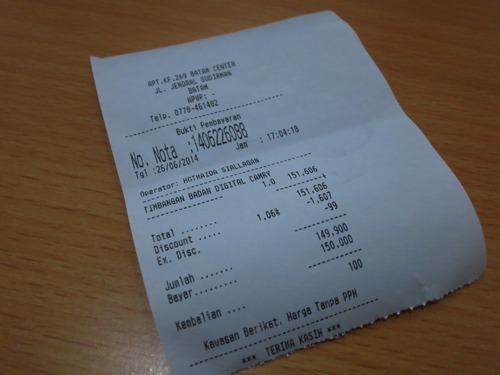 APT.KF.269 BATAM CENTER
JL. JENDRAL SUDIRMAN
BATAM
NPWP: -
Telp. 0778-461482
Bukti Pembayaran
No. Nota :1406226088
Tgl :26/06/2014 Jam : 17:04:18
Operator: HOTMAIDA SIALLAGAN
TIMBANGAN BADAN DIGITAL CAMRY
1.0 151,606
Total ....... 151,606
Discount ..... 1.06% -1,607
Ex. Disc. -99
Jumlah ...... 149,900
Bayar......... 150,000
Kembalian .... 100
Kawasan Berikat, Harga Tanpa PPN
*** TERIMA KASIH ***